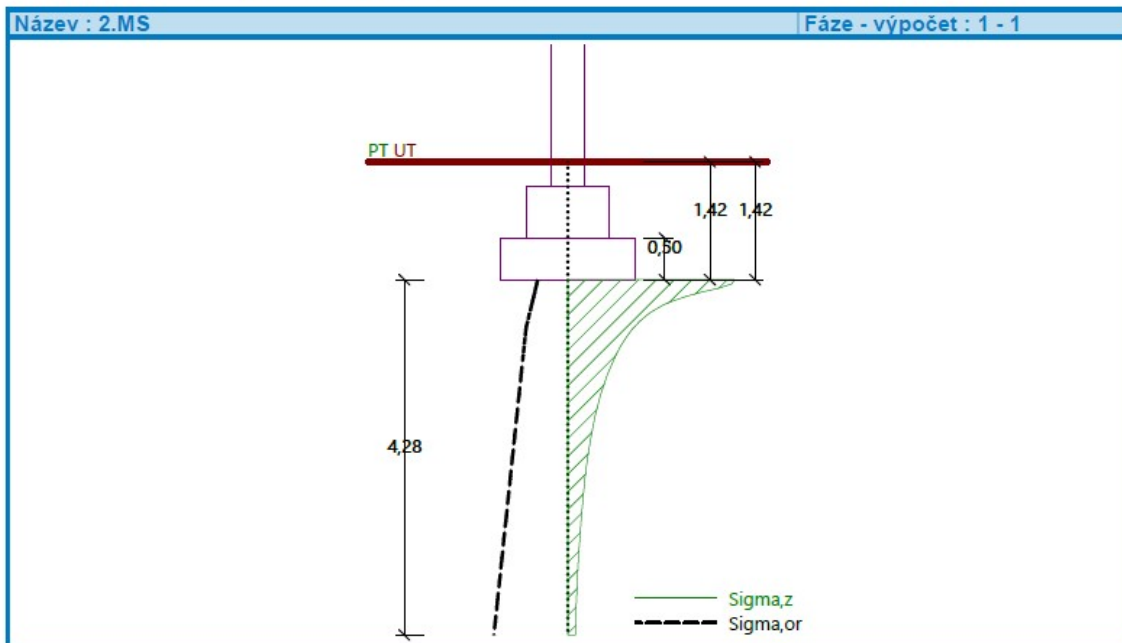 Název : 2.MS
Fáze - výpočet : 1 - 1
PT UT
1,42 1,42
0,50
4,28
Sigma,z
Sigma,or